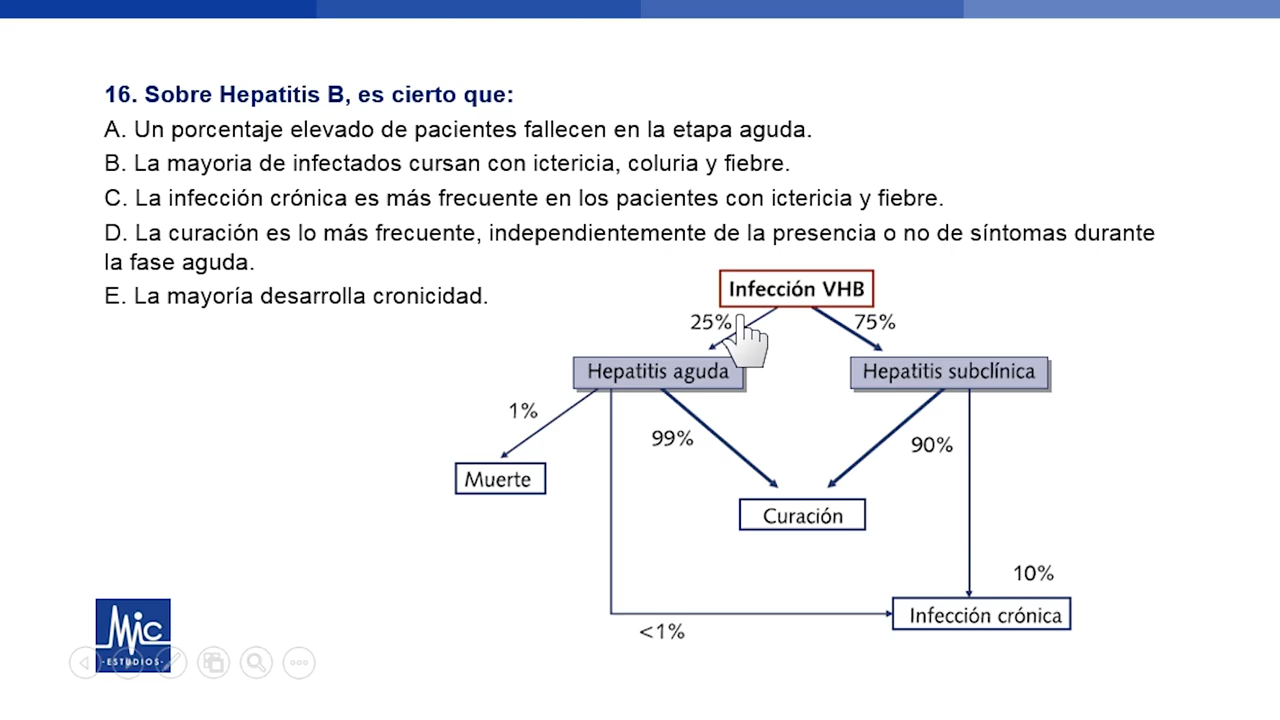 16. Sobre Hepatitis B, es cierto que:
A. Un porcentaje elevado de pacientes fallecen en la etapa aguda.
B. La mayoria de infectados cursan con ictericia, coluria y fiebre.
C. La infección crónica es más frecuente en los pacientes con ictericia y fiebre.
D. La curación es lo más frecuente, independientemente de la presencia o no de síntomas durante
la fase aguda.
E. La mayoría desarrolla cronicidad.
Infección VHB
25%
75%
Hepatitis aguda
Hepatitis subclínica
1%
99%
90%
Muerte
Curación
10%
Infección crónica
<1%
Mic
·ESTUDIOS·